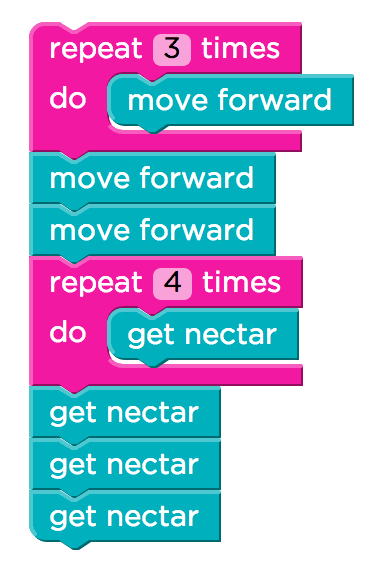 repeat 3 times
do move forward
move forward
move forward
repeat 4 times
do get nectar
get nectar
get nectar
get nectar